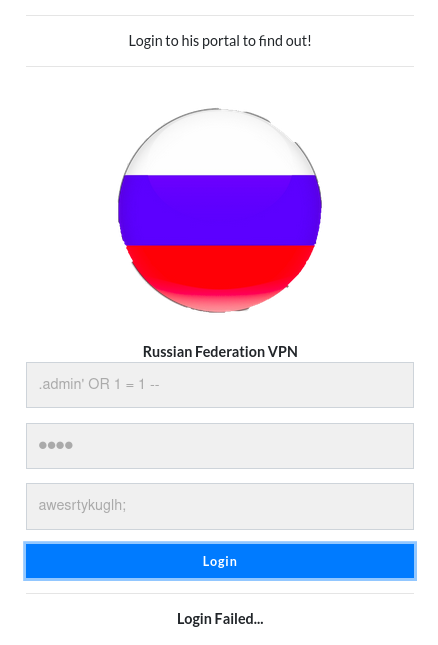 Login to his portal to find out!
Russian Federation VPN
.admin' OR 1 = 1 --
●●●●
awesrtykuglh;
Login
Login Failed...